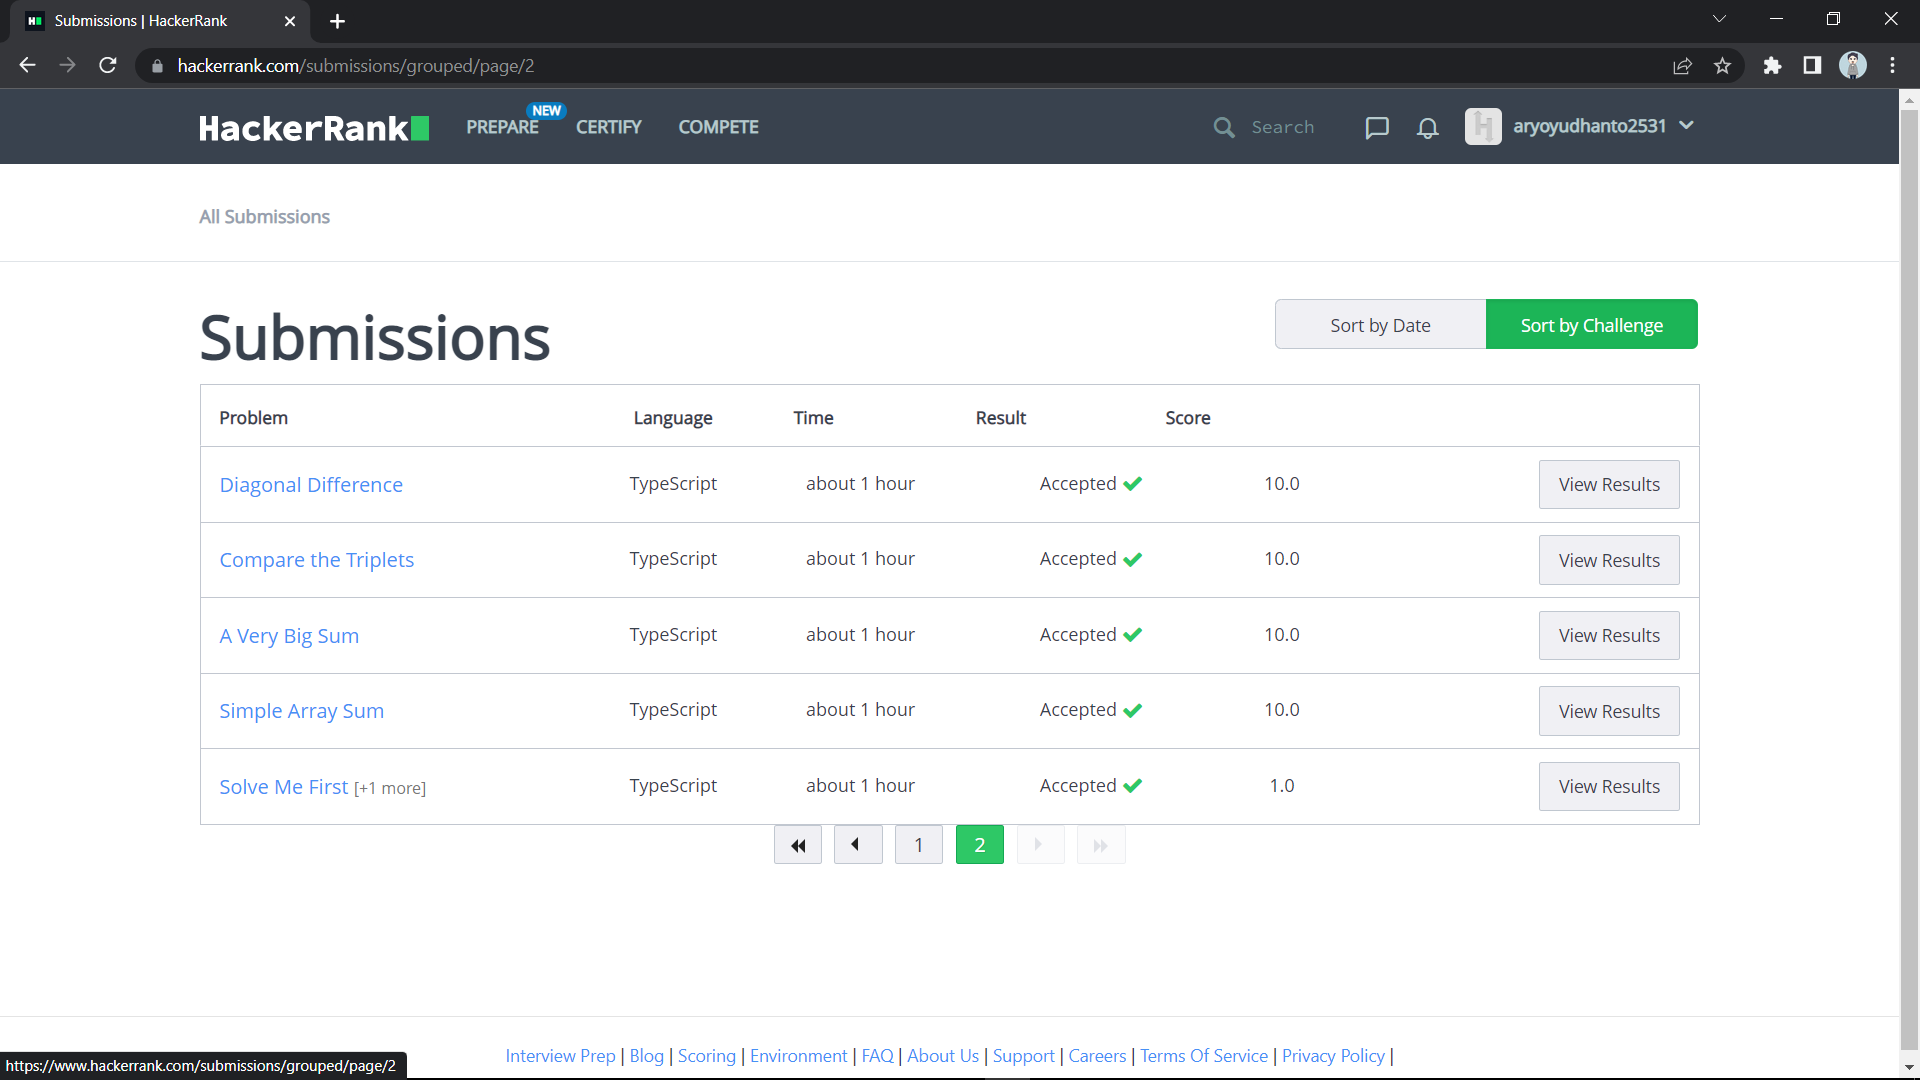 Submissions | HackerRank
hackerrank.com/submissions/grouped/page/2
HackerRank PREPARE NEW CERTIFY COMPETE Search aryoyudhanto2531
All Submissions
Submissions
Sort by Date Sort by Challenge
Problem Language Time Result Score
Diagonal Difference TypeScript about 1 hour Accepted 10.0 View Results
Compare the Triplets TypeScript about 1 hour Accepted 10.0 View Results
A Very Big Sum TypeScript about 1 hour Accepted 10.0 View Results
Simple Array Sum TypeScript about 1 hour Accepted 10.0 View Results
Solve Me First [+1 more] TypeScript about 1 hour Accepted 1.0 View Results
1 2
Interview Prep | Blog | Scoring | Environment | FAQ | About Us | Support | Careers | Terms Of Service | Privacy Policy |
https://www.hackerrank.com/submissions/grouped/page/2